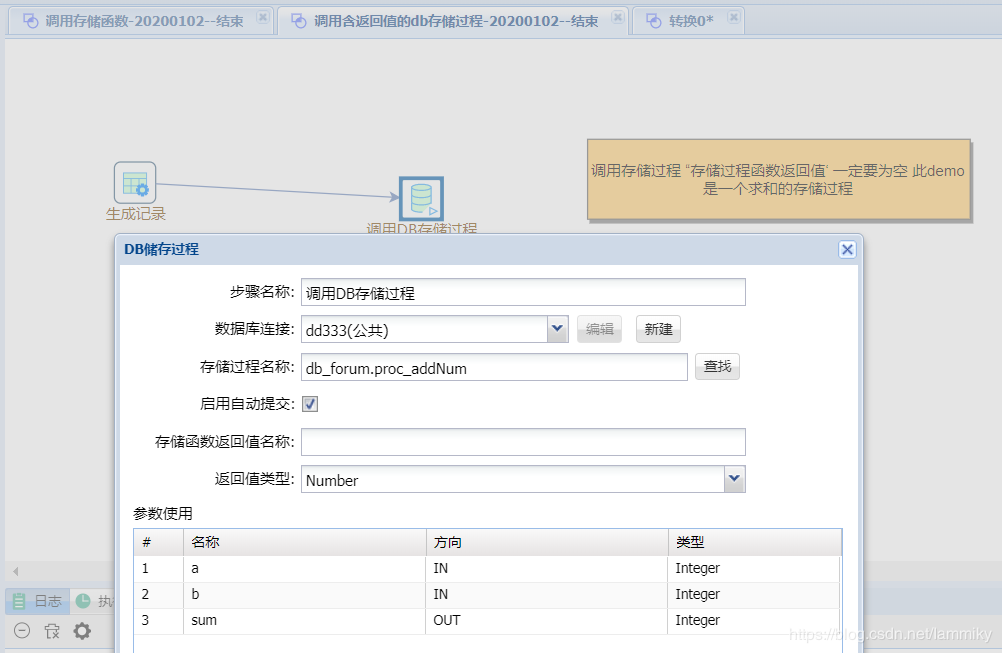 调用存储函数-20200102--结束
调用含返回值的db存储过程-20200102--结束
转换0*
生成记录
调用DB存储过程
调用存储过程 “存储过程函数返回值‘ 一定要为空 此demo
是一个求和的存储过程
DB储存过程
步骤名称: 调用DB存储过程
数据库连接: dd333(公共) 编辑 新建
存储过程名称: db_forum.proc_addNum 查找
启用自动提交:
存储函数返回值名称:
返回值类型: Number
参数使用
# 名称 方向 类型
1 a IN Integer
2 b IN Integer
3 sum OUT Integer
日志 执
https://blog.csdn.net/lammiky